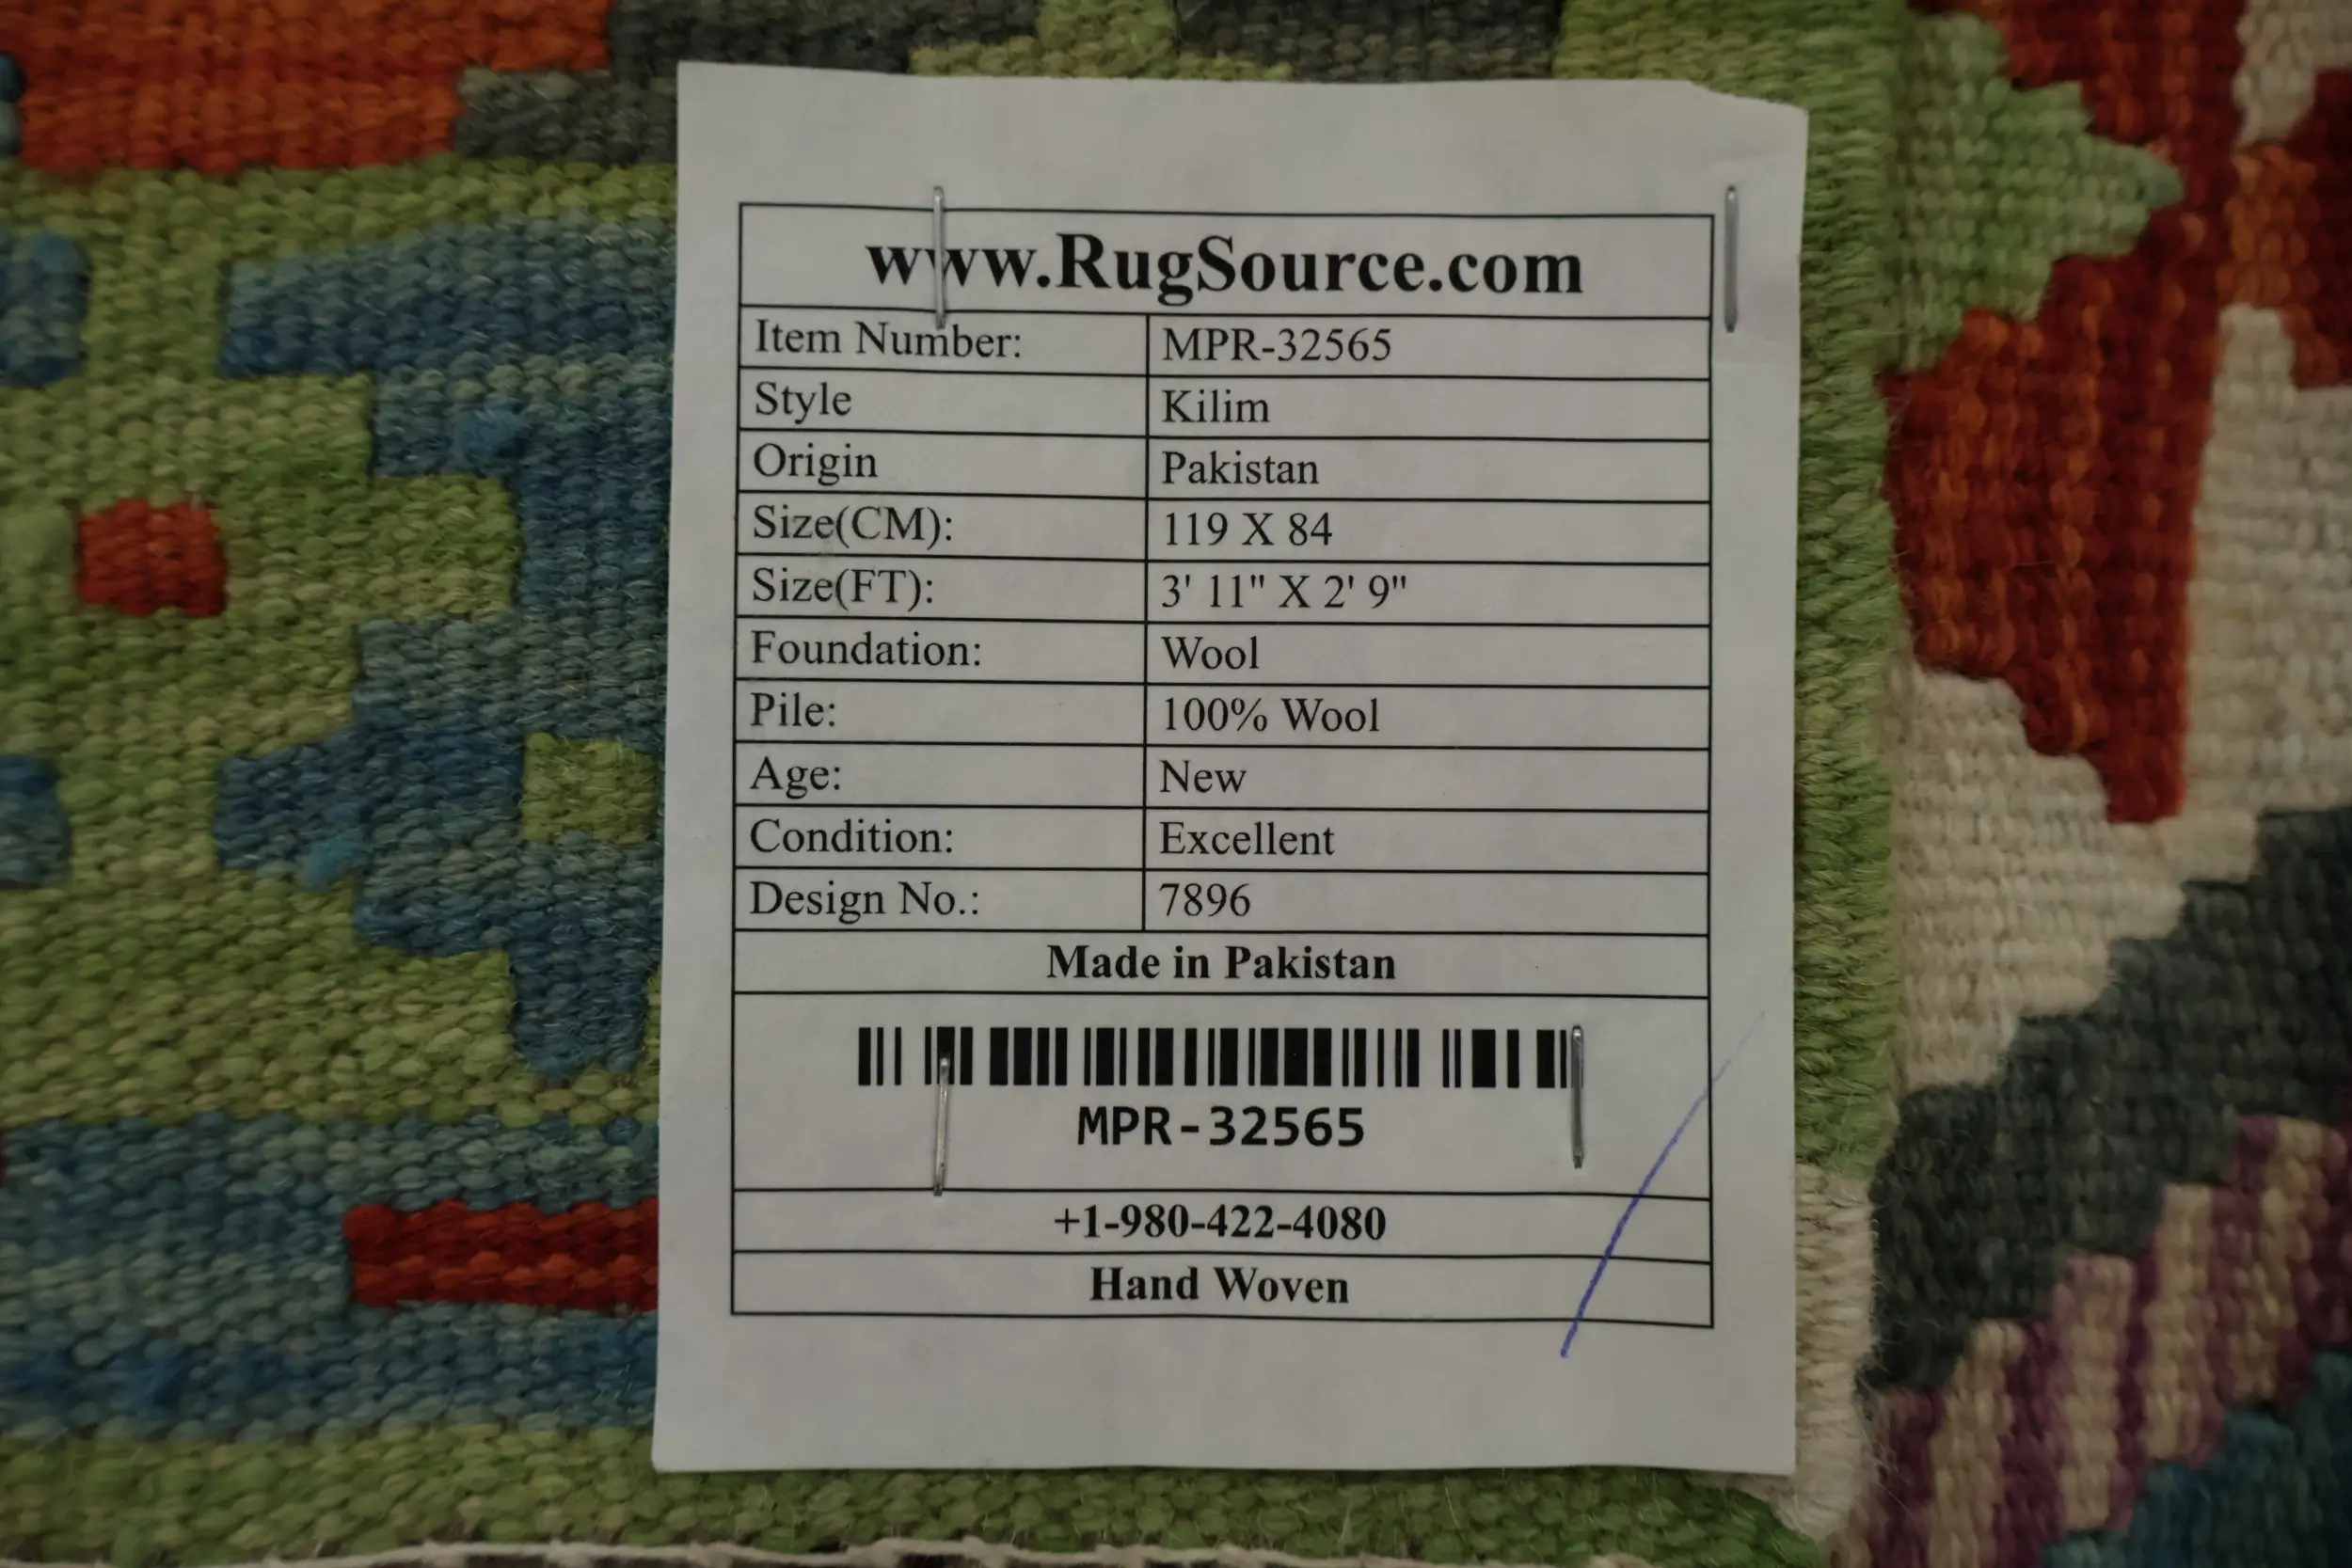 www.RugSource.com
Item Number: MPR-32565
Style Kilim
Origin Pakistan
Size(CM): 119 X 84
Size(FT): 3' 11" X 2' 9"
Foundation: Wool
Pile: 100% Wool
Age: New
Condition: Excellent
Design No.: 7896
Made in Pakistan
MPR-32565
+1-980-422-4080
Hand Woven